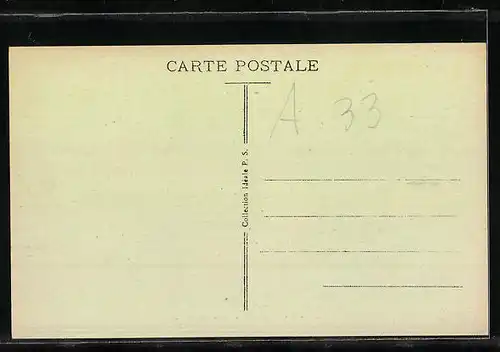 CARTE POSTALE
A. 33
Collection Idéale P. S.